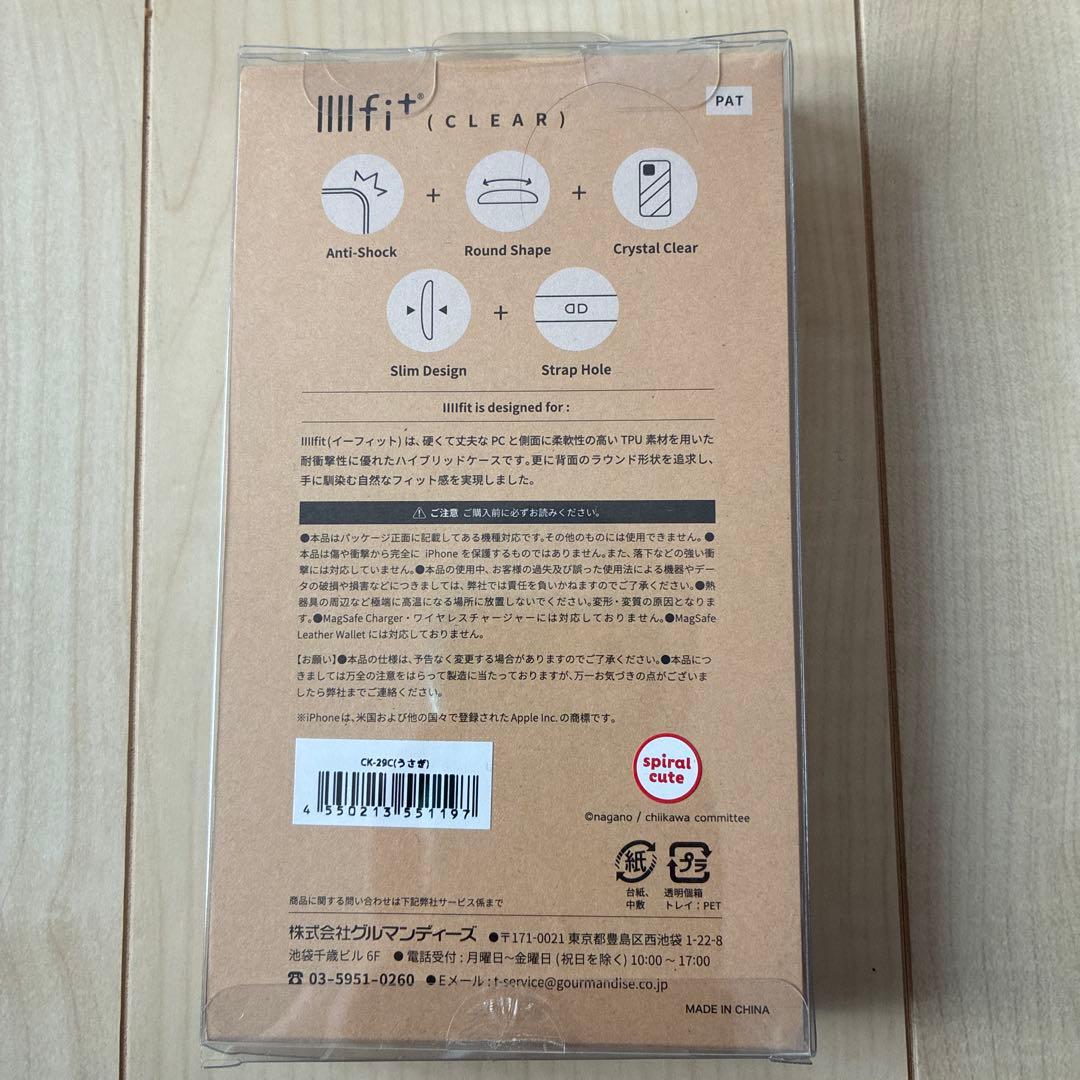 IIIIfit® (CLEAR)
PAT
Anti-Shock + Round Shape + Crystal Clear
Slim Design + Strap Hole
IIIIfit is designed for :
IIIIfit(イーフィット)は、硬くて丈夫な PC と側面に柔軟性の高い TPU 素材を用いた
耐衝撃性に優れたハイブリッドケースです。更に背面のラウンド形状を追求し、
手に馴染む自然なフィット感を実現しました。
⚠ ご注意 ご購入前に必ずお読みください。
●本品はパッケージ正面に記載してある機種対応です。その他のものには使用できません。●
本品は傷や衝撃から完全に iPhone を保護するものではありません。また、落下などの強い衝
撃には対応していません。●本品の使用中、お客様の過失及び誤った使用法による機器やデー
タの破損や損害などにつきましては、弊社では責任を負いかねますのでご了承ください。●熱
器具の周辺など極端に高温になる場所に放置しないでください。変形・変質の原因となりま
す。●MagSafe Charger・ワイヤレスチャージャーには対応しておりません。●MagSafe
Leather Wallet には対応しておりません。
【お願い】●本品の仕様は、予告なく変更する場合がありますのでご了承ください。●本品につ
きましては万全の注意をはらって製造に当たっておりますが、万一お気づきの点がございま
したら弊社までご連絡ください。
※iPhoneは、米国および他の国々で登録されたApple Inc.の商標です。
CK-29C(うさぎ)
4 550213 551197
spiral
cute
©nagano / chiikawa committee
紙
プラ
台紙、
中敷
透明個箱
トレイ:PET
商品に関する問い合わせは下記弊社サービス係まで
株式会社グルマンディーズ ●〒171-0021 東京都豊島区西池袋 1-22-8
池袋千歳ビル 6F ●電話受付:月曜日~金曜日(祝日を除く) 10:00~17:00
☎ 03-5951-0260 ●Eメール:t-service@gourmandise.co.jp
MADE IN CHINA